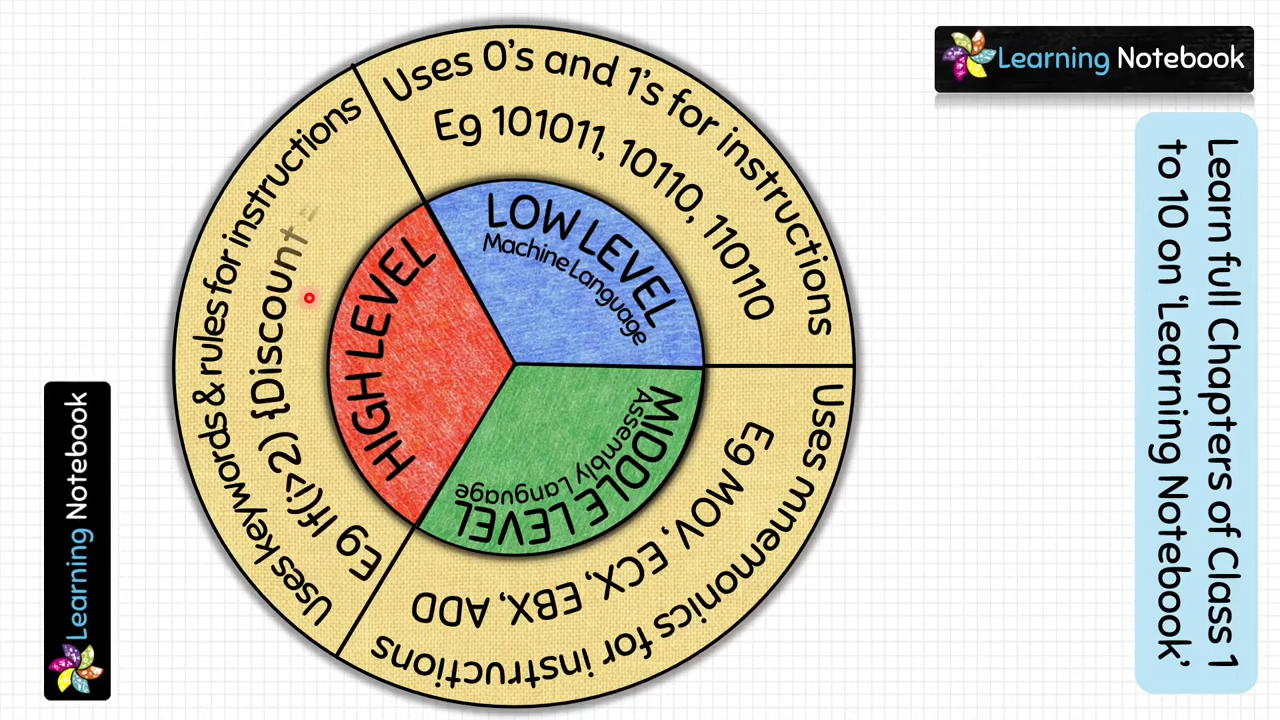 Uses 0's and 1's for instructions
Eg 101011, 10110, 110110
LOW LEVEL
Machine Language
Uses mnemonics for instructions
Eg MOV, ECX, EBX, ADD
MIDDLE LEVEL
Assembly Language
Uses keywords & rules for instructions
Eg If(i>2) {Discount =
HIGH LEVEL
Learning Notebook
Learn full Chapters of Class 1
to 10 on 'Learning Notebook'
Learning Notebook